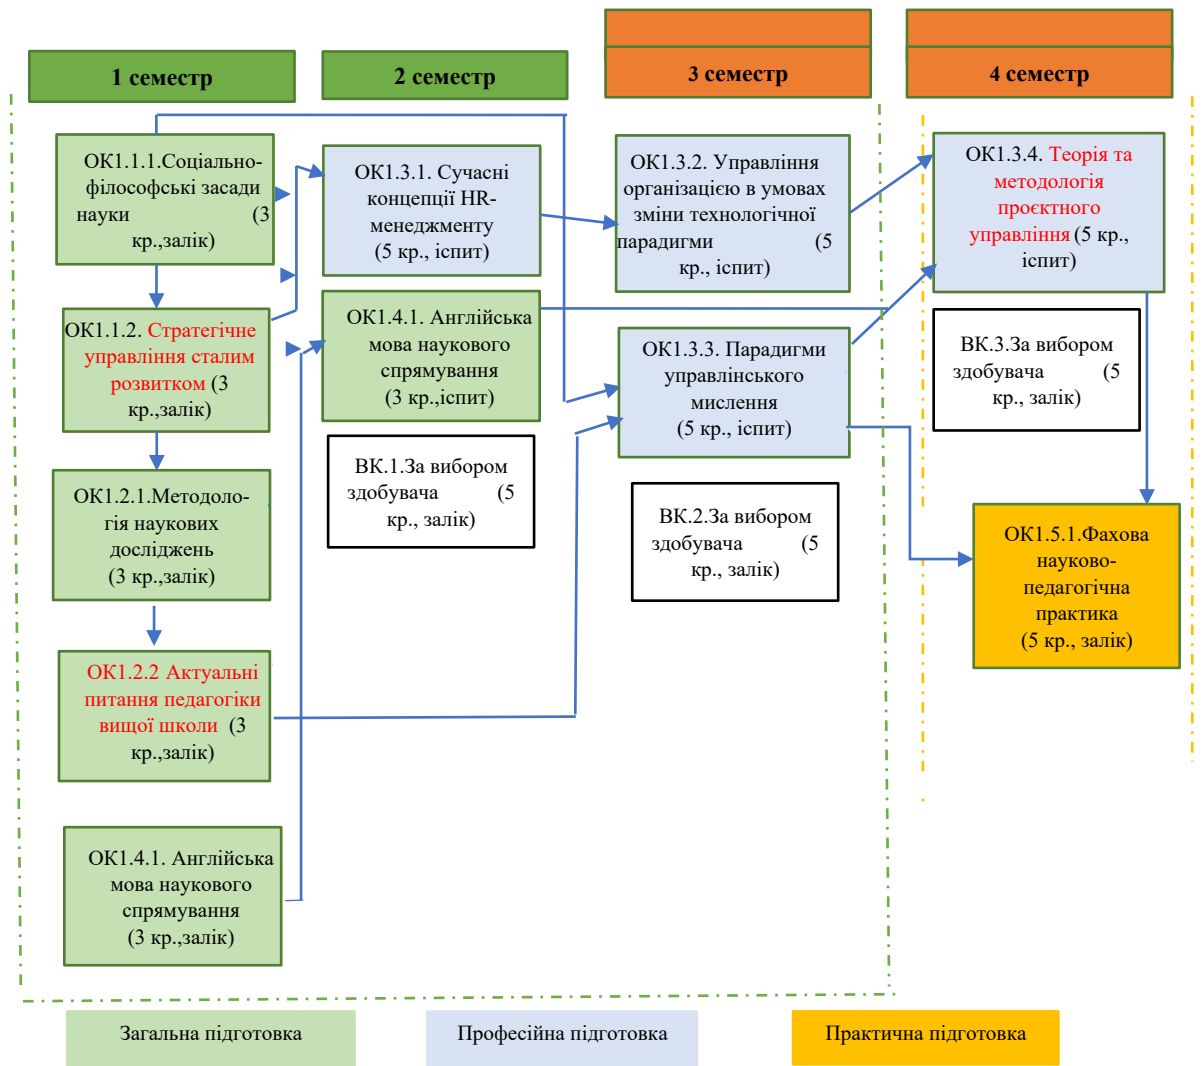 1 семестр
2 семестр
3 семестр
4 семестр
ОК1.1.1.Соціально-
філософські засади
науки (3
кр.,залік)
ОК1.1.2. Стратегічне
управління сталим
розвитком (3
кр.,залік)
ОК1.2.1.Методоло-
гія наукових
досліджень
(3 кр.,залік)
ОК1.2.2 Актуальні
питання педагогіки
вищої школи (3
кр.,залік)
ОК1.4.1. Англійська
мова наукового
спрямування
(3 кр.,залік)
ОК1.3.1. Сучасні
концепції HR-
менеджменту
(5 кр., іспит)
ОК1.4.1. Англійська
мова наукового
спрямування
(3 кр.,іспит)
ВК.1.За вибором
здобувача (5
кр., залік)
ОК1.3.2. Управління
організацією в умовах
зміни технологічної
парадигми (5
кр., іспит)
ОК1.3.3. Парадигми
управлінського
мислення
(5 кр., іспит)
ВК.2.За вибором
здобувача (5
кр., залік)
ОК1.3.4. Теорія та
методологія
проєктного
управління (5 кр.,
іспит)
ВК.3.За вибором
здобувача (5
кр., залік)
ОК1.5.1.Фахова
науково-
педагогічна
практика
(5 кр., залік)
Загальна підготовка
Професійна підготовка
Практична підготовка